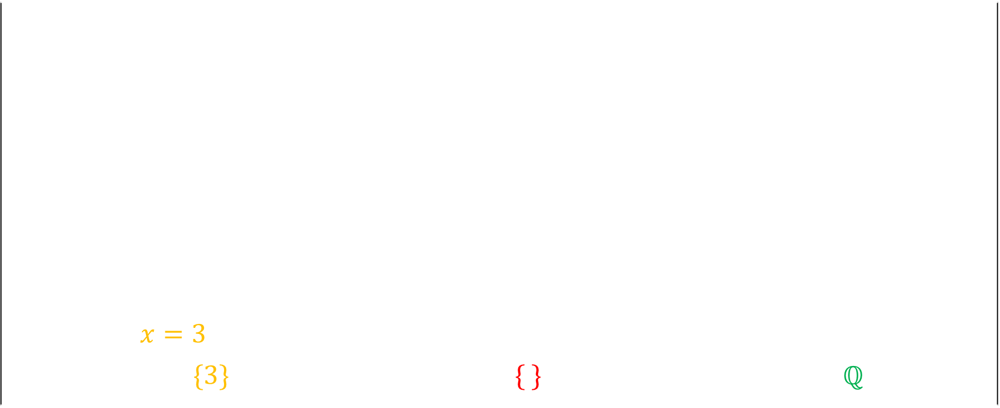 x = 3
{3} { } ℚ